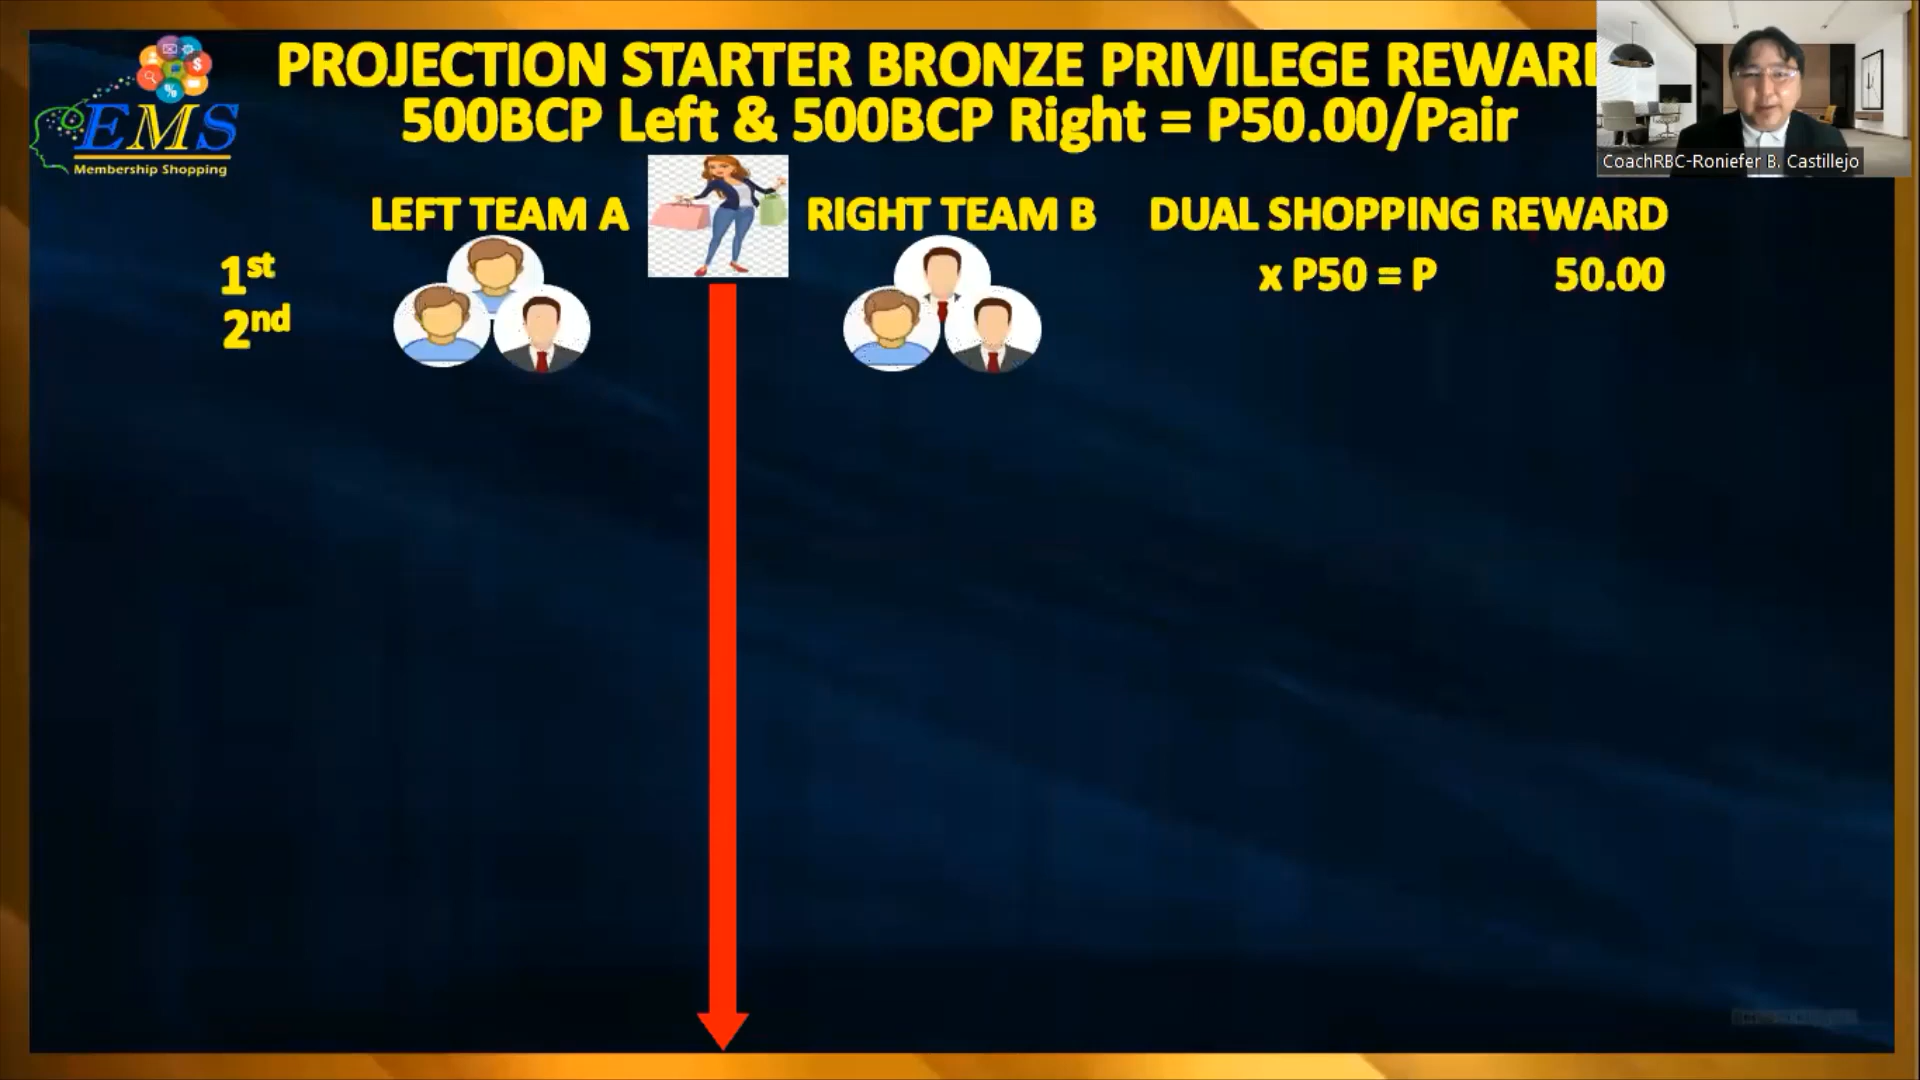 PROJECTION STARTER BRONZE PRIVILEGE REWARD
500BCP Left & 500BCP Right = P50.00/Pair
EMS
Membership Shopping
CoachRBC-Roniefer B. Castillejo
LEFT TEAM A
RIGHT TEAM B
DUAL SHOPPING REWARD
1st
x P50 = P 50.00
2nd